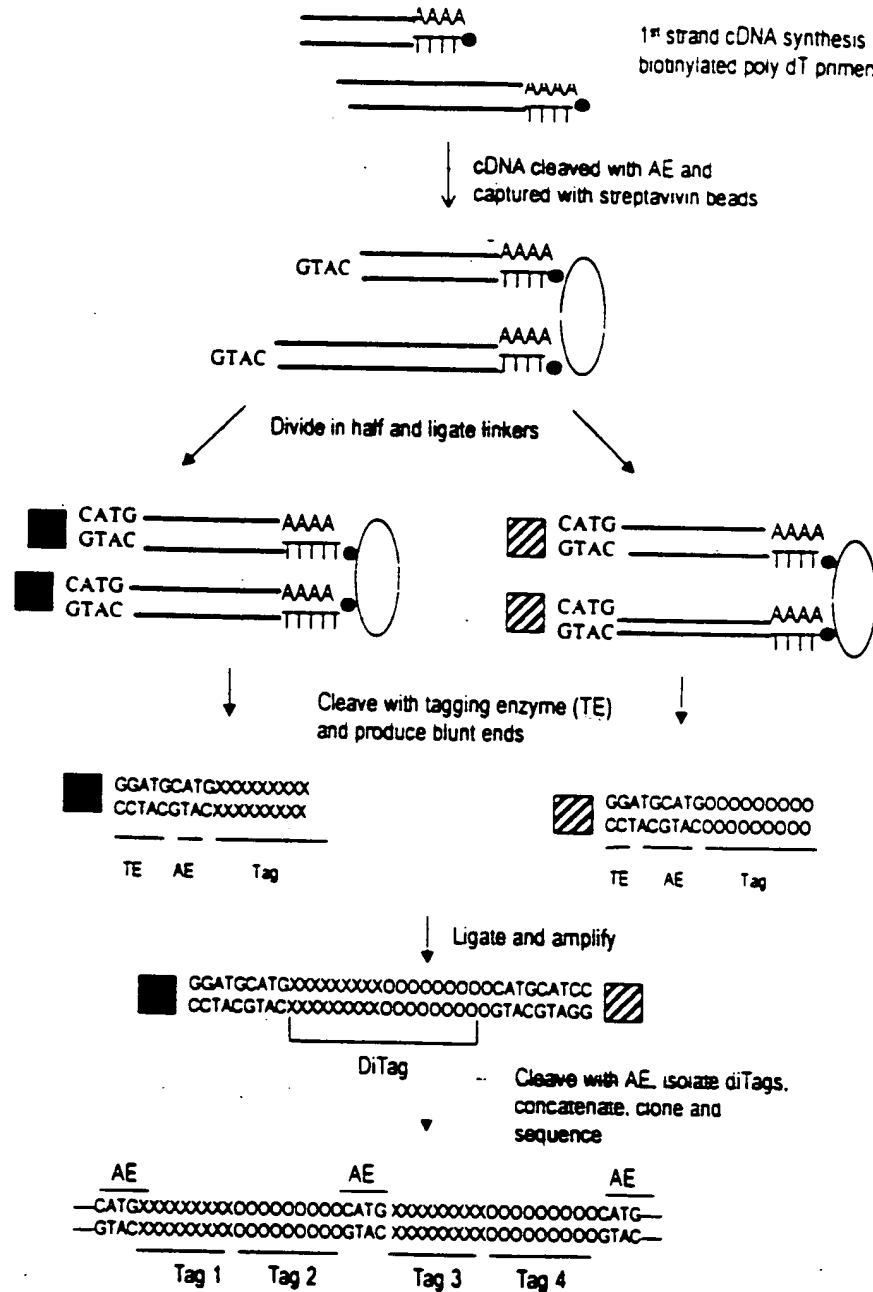 AAAA
TTTT
1st strand cDNA synthesis
biotinylated poly dT primer
AAAA
TTTT
cDNA cleaved with AE and
captured with streptavivin beads
AAAA
GTAC
TTTT
AAAA
GTAC
TTTT
Divide in half and ligate linkers
CATG AAAA
GTAC TTTTT
CATG AAAA
GTAC TTTTT
CATG AAAA
GTAC TTTT
CATG AAAA
GTAC TTTT
Cleave with tagging enzyme (TE)
and produce blunt ends
GGATGCATGXXXXXXXXX
CCTACGTACXXXXXXXXX
TE AE Tag
GGATGCATGOOOOOOOOO
CCTACGTACOOOOOOOOO
TE AE Tag
Ligate and amplify
GGATGCATGXXXXXXXXXOOOOOOOOOCATGCATCC
CCTACGTACXXXXXXXXXOOOOOOOOOGTACGTAGG
DiTag
Cleave with AE, isolate diTags,
concatenate, clone and
sequence
AE AE AE
—CATGXXXXXXXXXOOOOOOOOOCATGXXXXXXXXXOOOOOOOOOCATG—
—GTACXXXXXXXXXOOOOOOOOOGTACXXXXXXXXXOOOOOOOOOGTAC—
Tag 1 Tag 2 Tag 3 Tag 4